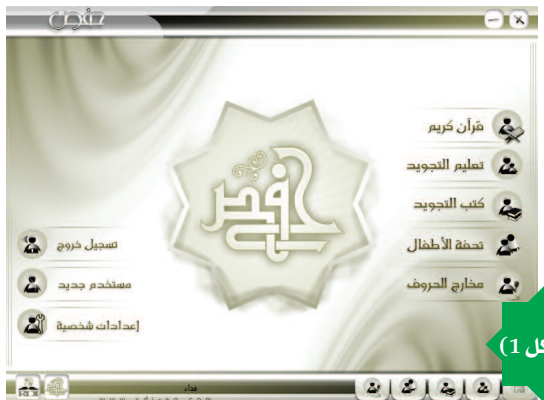 حفص
قرآن كريم
تعليم التجويد
كتب التجويد
تحفة الأطفال
مخارج الحروف
حفص
تسجيل خروج
مستخدم جديد
إعدادات شخصية
كل 1)
فداء